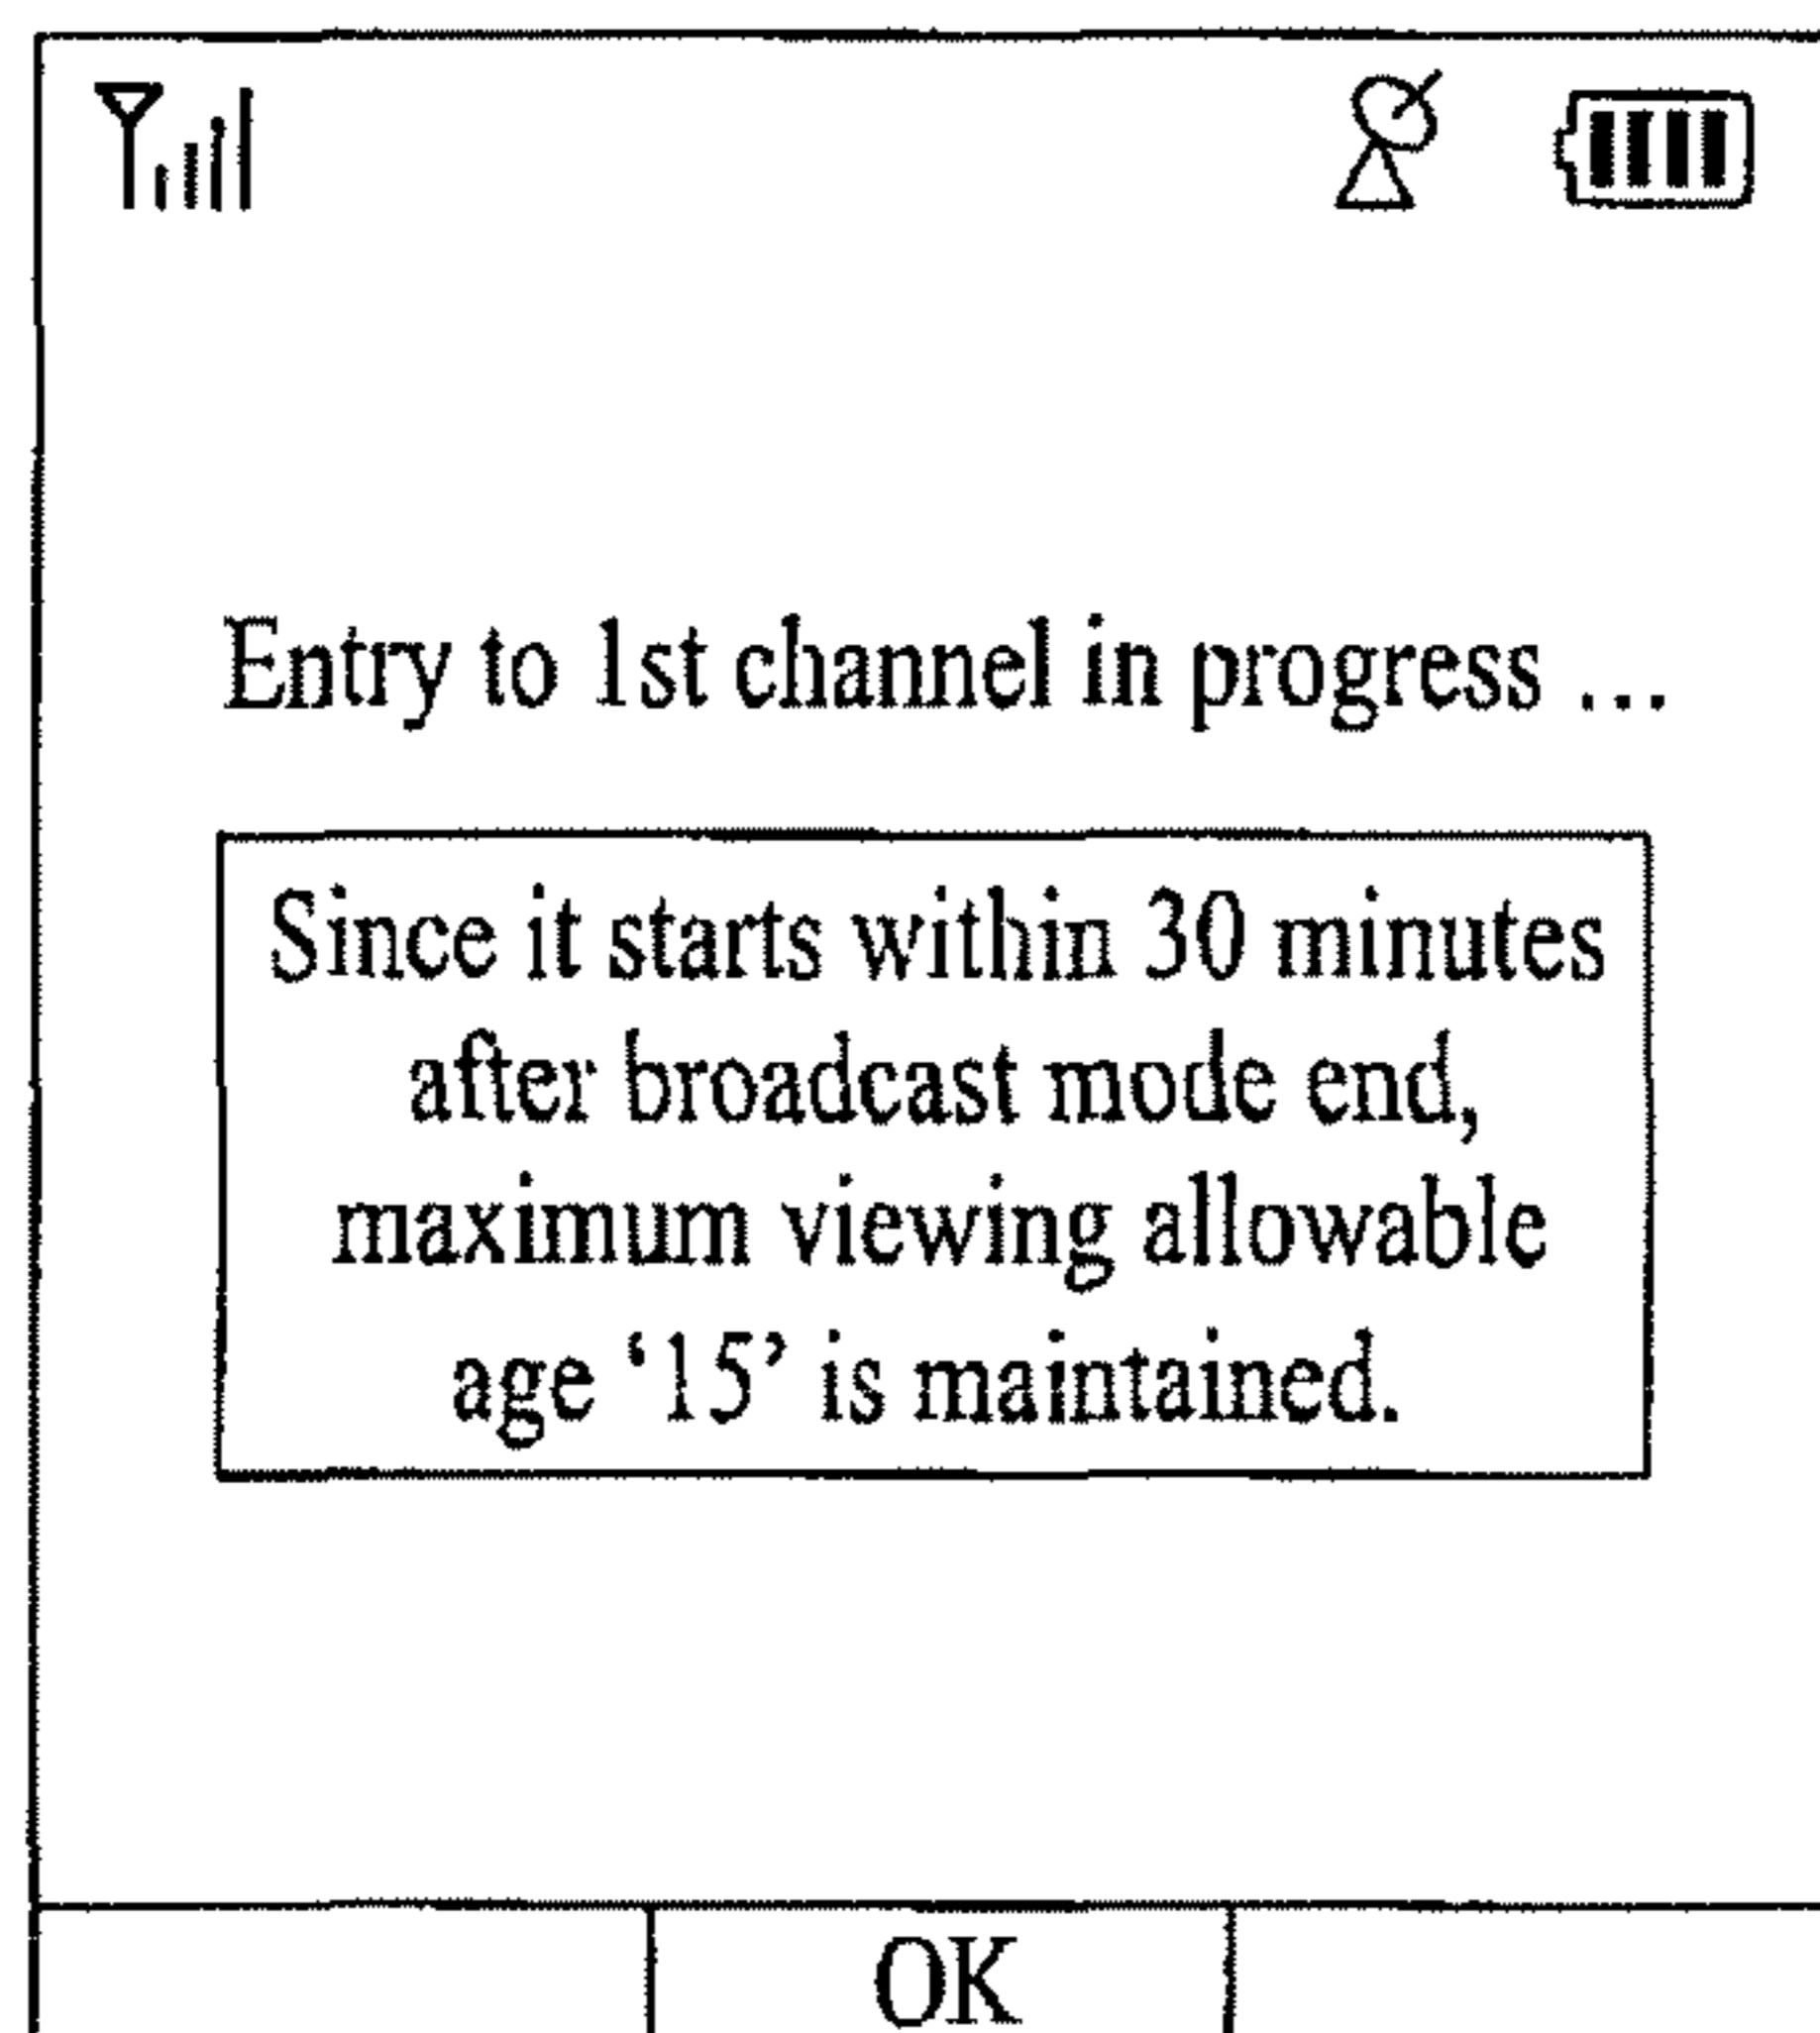 Entry to 1st channel in progress ...
Since it starts within 30 minutes
after broadcast mode end,
maximum viewing allowable
age ‘15’ is maintained.
OK